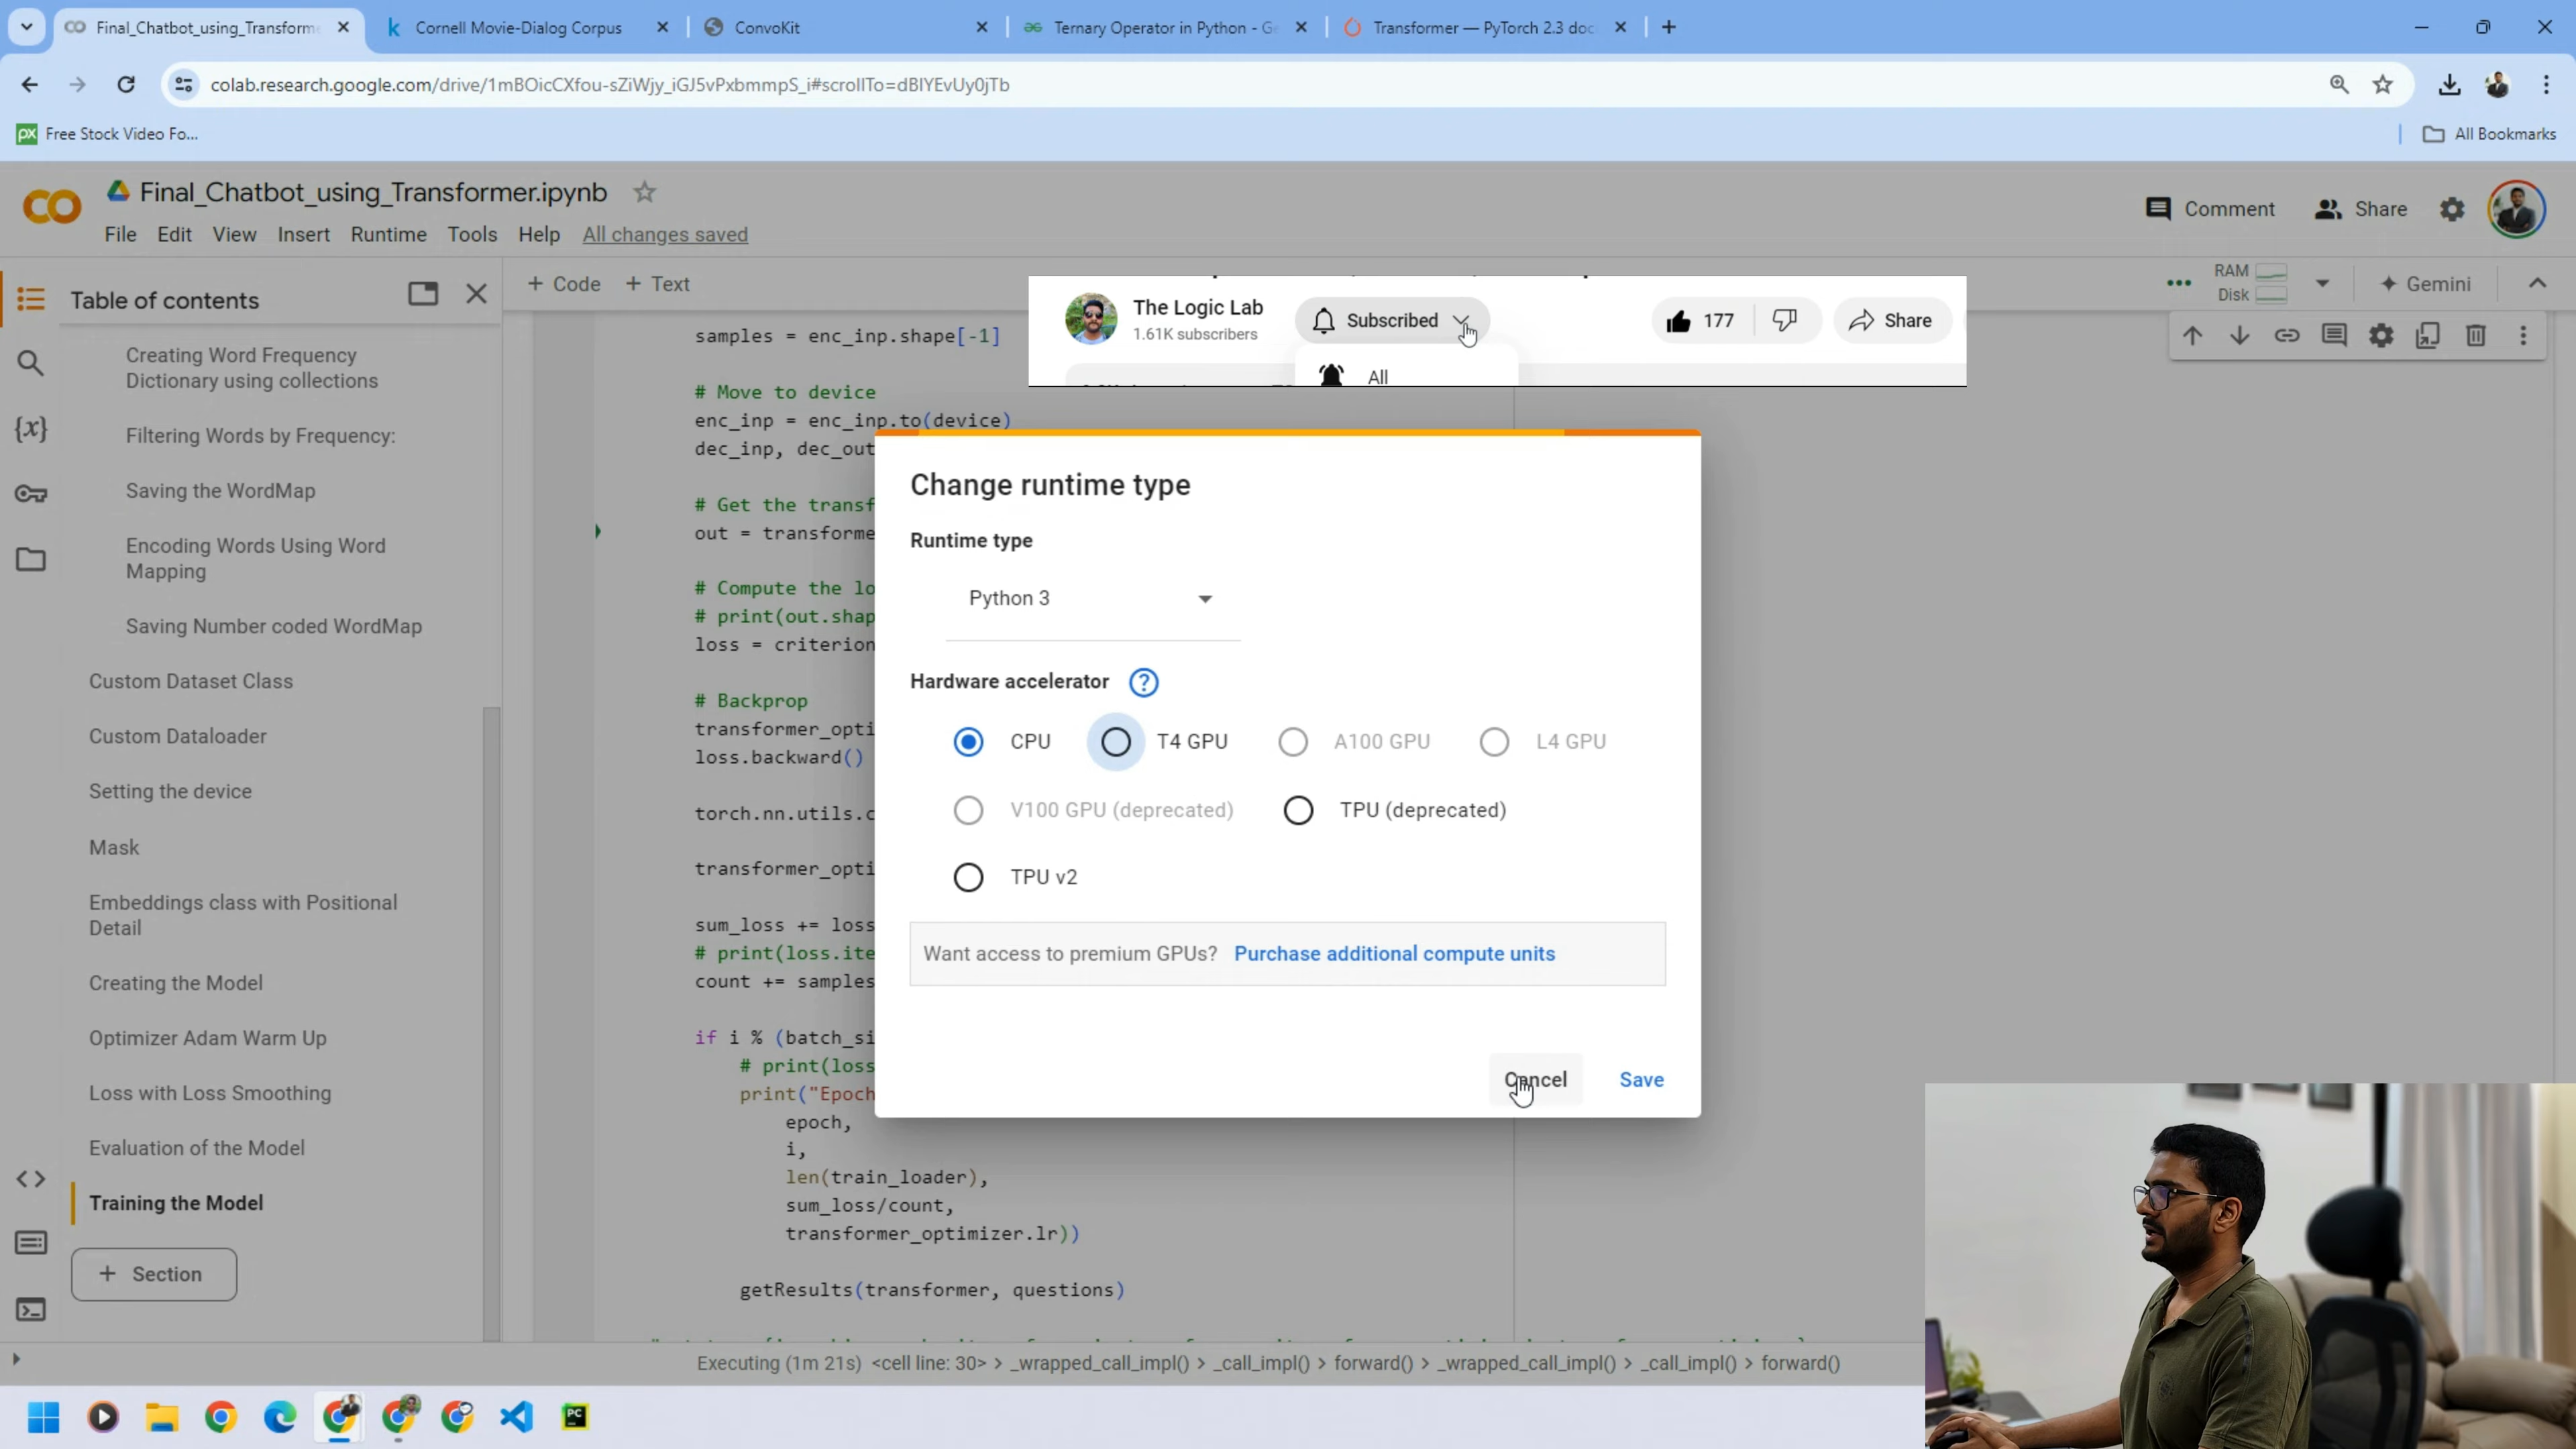 Final_Chatbot_using_Transforme
Cornell Movie-Dialog Corpus
ConvoKit
Ternary Operator in Python - Ge
Transformer — PyTorch 2.3 doc
colab.research.google.com/drive/1mBOicCXfou-sZiWjy_iGJ5vPxbmmpS_i#scrollTo=dBIYEvUy0jTb
px Free Stock Video Fo...
All Bookmarks
Final_Chatbot_using_Transformer.ipynb
Comment
Share
File Edit View Insert Runtime Tools Help All changes saved
Table of contents
+ Code + Text
RAM
Disk
Gemini
The Logic Lab
1.61K subscribers
Subscribed
177
Share
All
Creating Word Frequency
Dictionary using collections
Filtering Words by Frequency:
Saving the WordMap
Encoding Words Using Word
Mapping
Saving Number coded WordMap
Custom Dataset Class
Custom Dataloader
Setting the device
Mask
Embeddings class with Positional
Detail
Creating the Model
Optimizer Adam Warm Up
Loss with Loss Smoothing
Evaluation of the Model
Training the Model
+ Section
samples = enc_inp.shape[-1]
# Move to device
enc_inp = enc_inp.to(device)
dec_inp, dec_out
# Get the transf
out = transforme
# Compute the lo
# print(out.shap
loss = criterion
# Backprop
transformer_opti
loss.backward()
torch.nn.utils.c
transformer_opti
sum_loss += loss
# print(loss.ite
count += samples
if i % (batch_si
# print(loss
print("Epoch
epoch,
i,
len(train_loader),
sum_loss/count,
transformer_optimizer.lr))
getResults(transformer, questions)
Change runtime type
Runtime type
Python 3
Hardware accelerator ?
CPU T4 GPU A100 GPU L4 GPU
V100 GPU (deprecated) TPU (deprecated)
TPU v2
Want access to premium GPUs? Purchase additional compute units
Cancel Save
Executing (1m 21s) <cell line: 30> > _wrapped_call_impl() > _call_impl() > forward() > _wrapped_call_impl() > _call_impl() > forward()
PC